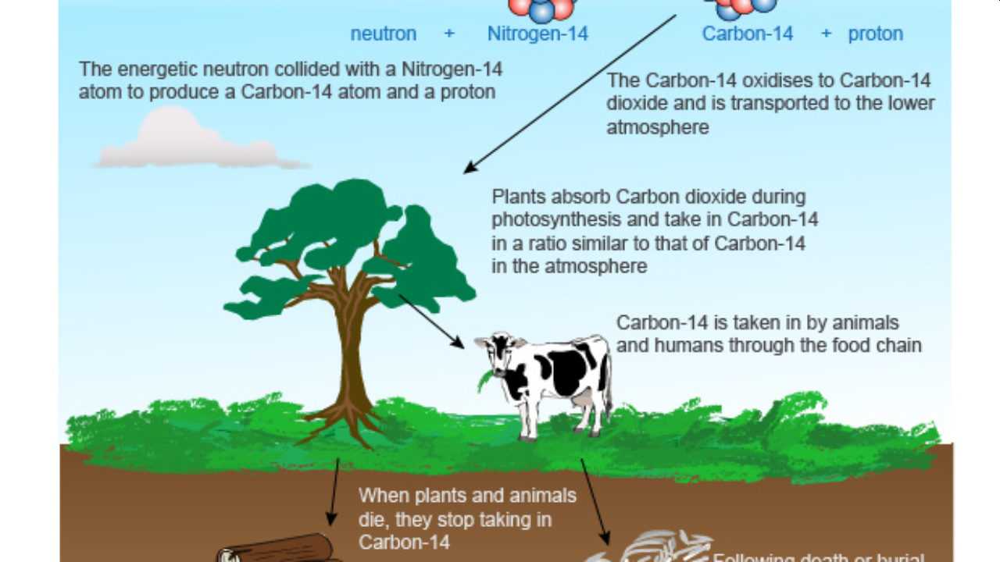 neutron + Nitrogen-14 Carbon-14 + proton
The energetic neutron collided with a Nitrogen-14
atom to produce a Carbon-14 atom and a proton
The Carbon-14 oxidises to Carbon-14
dioxide and is transported to the lower
atmosphere
Plants absorb Carbon dioxide during
photosynthesis and take in Carbon-14
in a ratio similar to that of Carbon-14
in the atmosphere
Carbon-14 is taken in by animals
and humans through the food chain
When plants and animals
die, they stop taking in
Carbon-14
Following death or burial